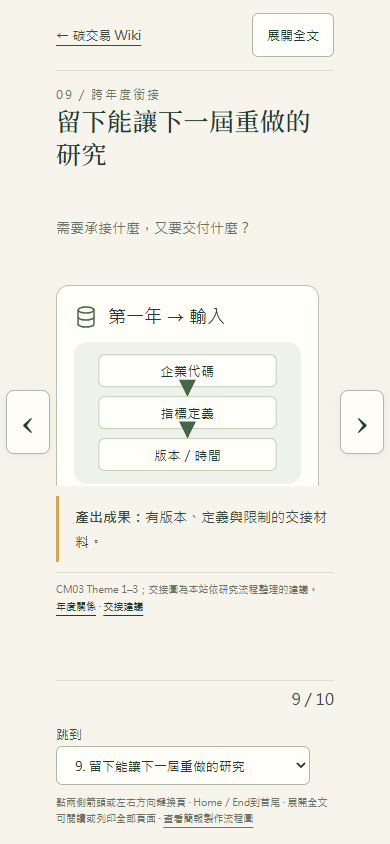 ← 碳交易 Wiki
展開全文
09 / 跨年度銜接
留下能讓下一屆重做的
研究
需要承接什麼，又要交付什麼？
第一年 → 輸入
企業代碼
指標定義
版本 / 時間
產出成果：有版本、定義與限制的交接材
料。
CM03 Theme 1–3；交接圖為本站依研究流程整理的建議。
年度關係 · 交接建議
9 / 10
跳到
9. 留下能讓下一屆重做的研究
點兩側箭頭或左右方向鍵換頁 · Home / End到首尾 · 展開全文
可閱讀或列印全部頁面 · 查看簡報製作流程圖